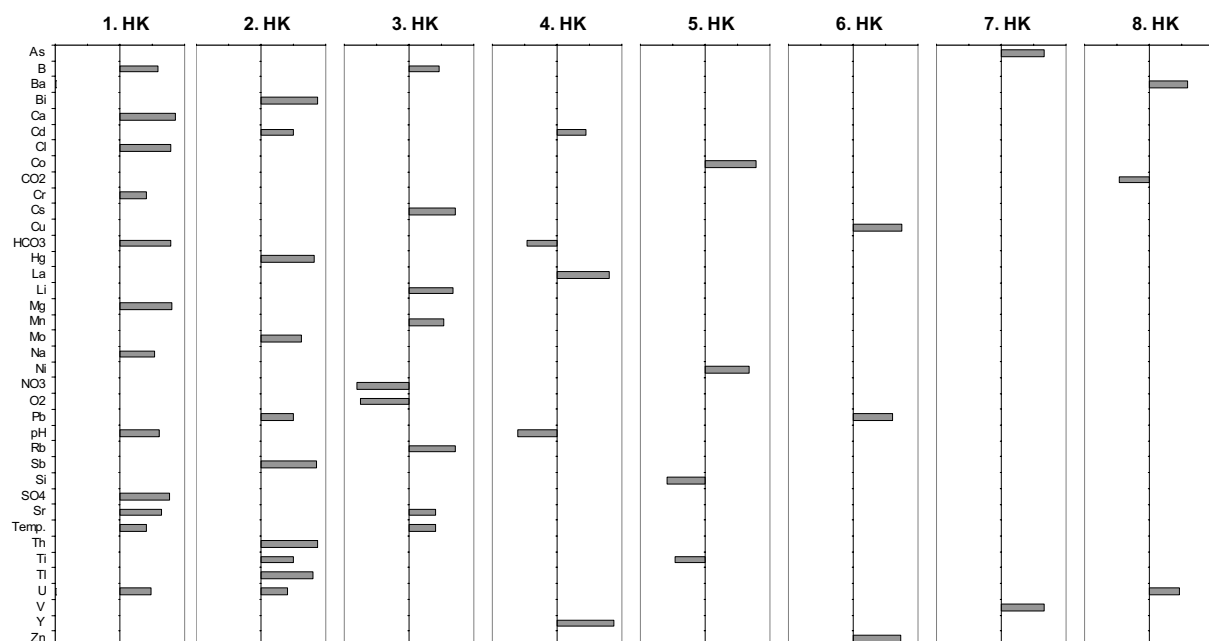 1. HK 2. HK 3. HK 4. HK 5. HK 6. HK 7. HK 8. HK
As
B
Ba
Bi
Ca
Cd
Cl
Co
CO2
Cr
Cs
Cu
HCO3
Hg
La
Li
Mg
Mn
Mo
Na
Ni
NO3
O2
Pb
pH
Rb
Sb
Si
SO4
Sr
Temp.
Th
Ti
Tl
U
V
Y
Zn